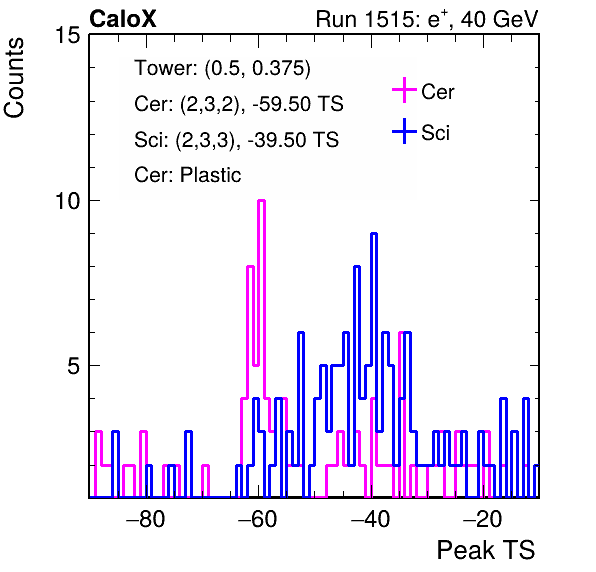 CaloX Run 1515: e⁺, 40 GeV
Counts
15
10
5
Tower: (0.5, 0.375)
Cer: (2,3,2), -59.50 TS
Sci: (2,3,3), -39.50 TS
Cer: Plastic
Cer
Sci
−80 −60 −40 −20
Peak TS